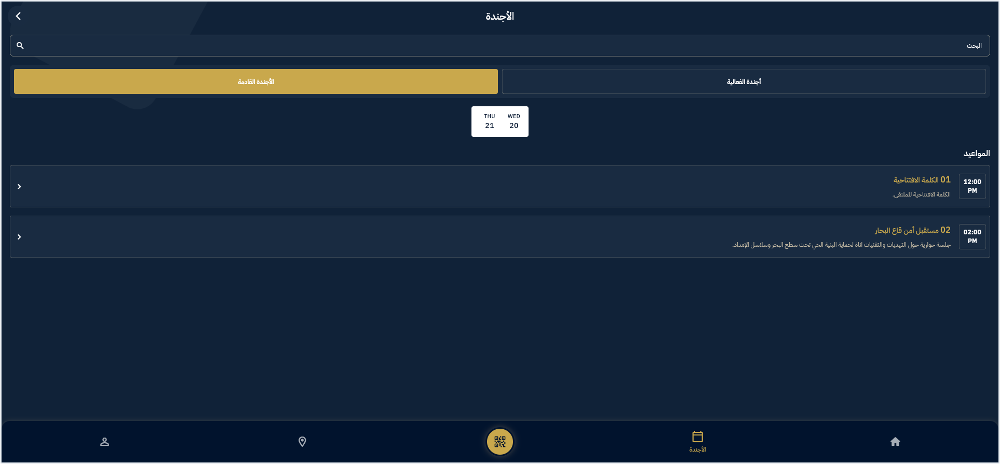 الأجندة
البحث
أجندة الفعالية
الأجندة القادمة
WED THU
20 21
المواعيد
12:00 PM
01 الكلمة الافتتاحية
الكلمة الافتتاحية للملتقى.
02:00 PM
02 مستقبل أمن قاع البحار
جلسة حوارية حول التهديات والتقنيات اناة لحماية البنية الحي تحت سطح البحر وسلاسل الإمداد.
الأجندة